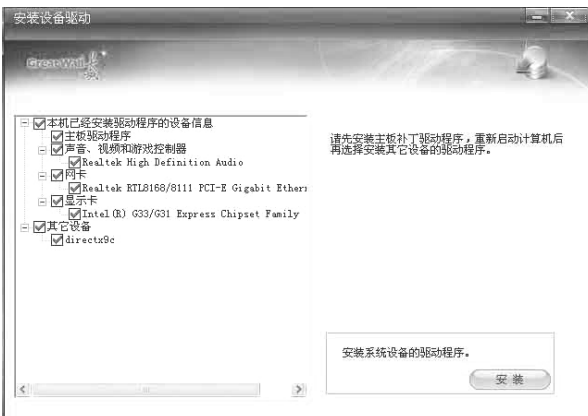 安装设备驱动
GreatWall
本机已经安装驱动程序的设备信息
主板驱动程序
声音、视频和游戏控制器
Realtek High Definition Audio
网卡
Realtek RTL8168/8111 PCI-E Gigabit Ethern
显示卡
Intel(R) G33/G31 Express Chipset Family
其它设备
directx9c
请先安装主板补丁驱动程序，重新启动计算机后
再选择安装其它设备的驱动程序。
安装系统设备的驱动程序。
安装